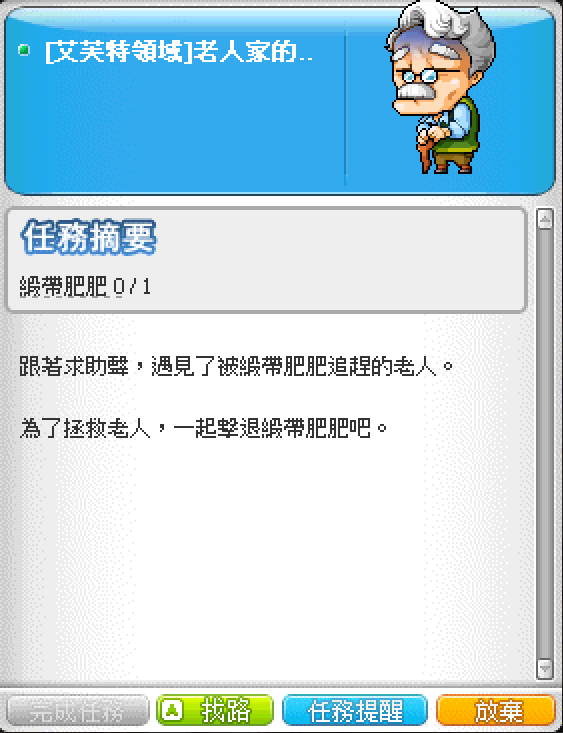 [艾芙特領域]老人家的..
任務摘要
緞帶肥肥 0 / 1
跟著求助聲，遇見了被緞帶肥肥追趕的老人。
為了拯救老人，一起擊退緞帶肥肥吧。
完成任務
A 找路
任務提醒
放棄